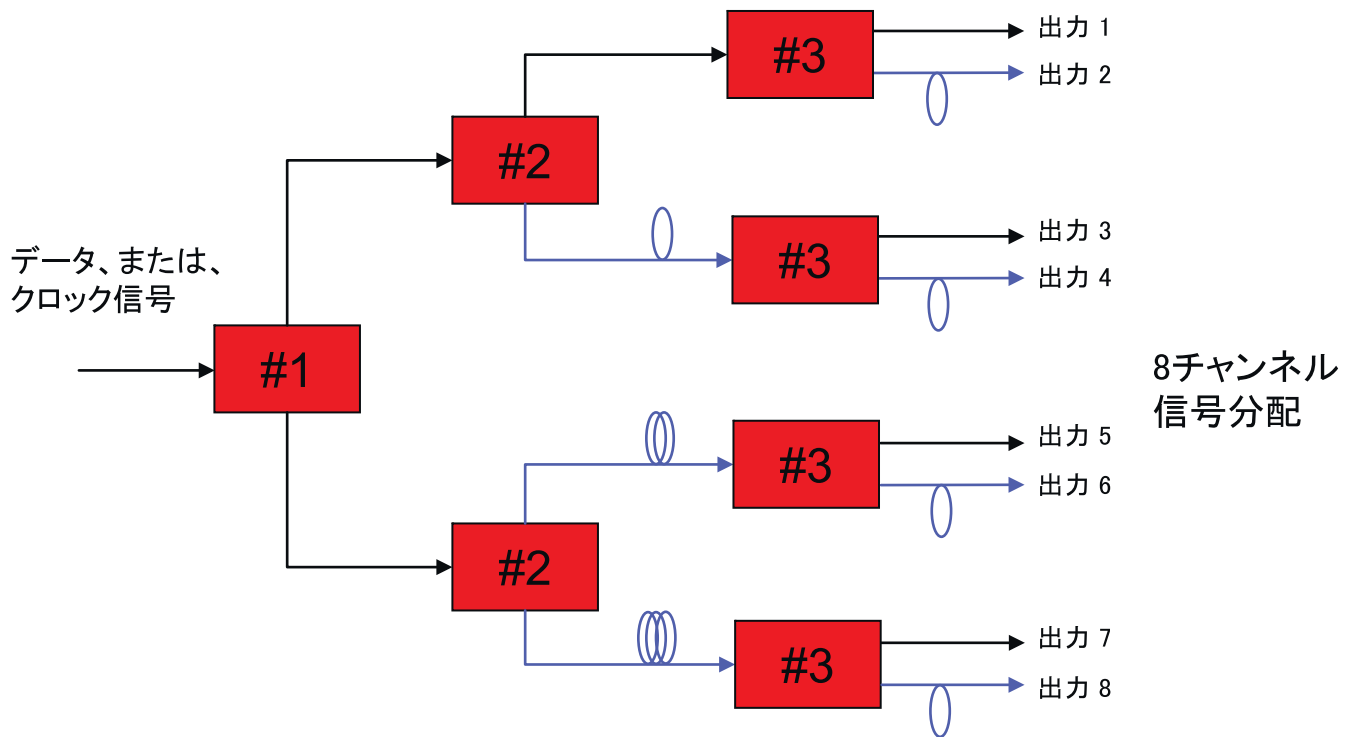 #3
出力 1
出力 2
#2
#3
出力 3
出力 4
データ、または、
クロック信号
#1
8チャンネル
信号分配
#3
出力 5
出力 6
#2
#3
出力 7
出力 8